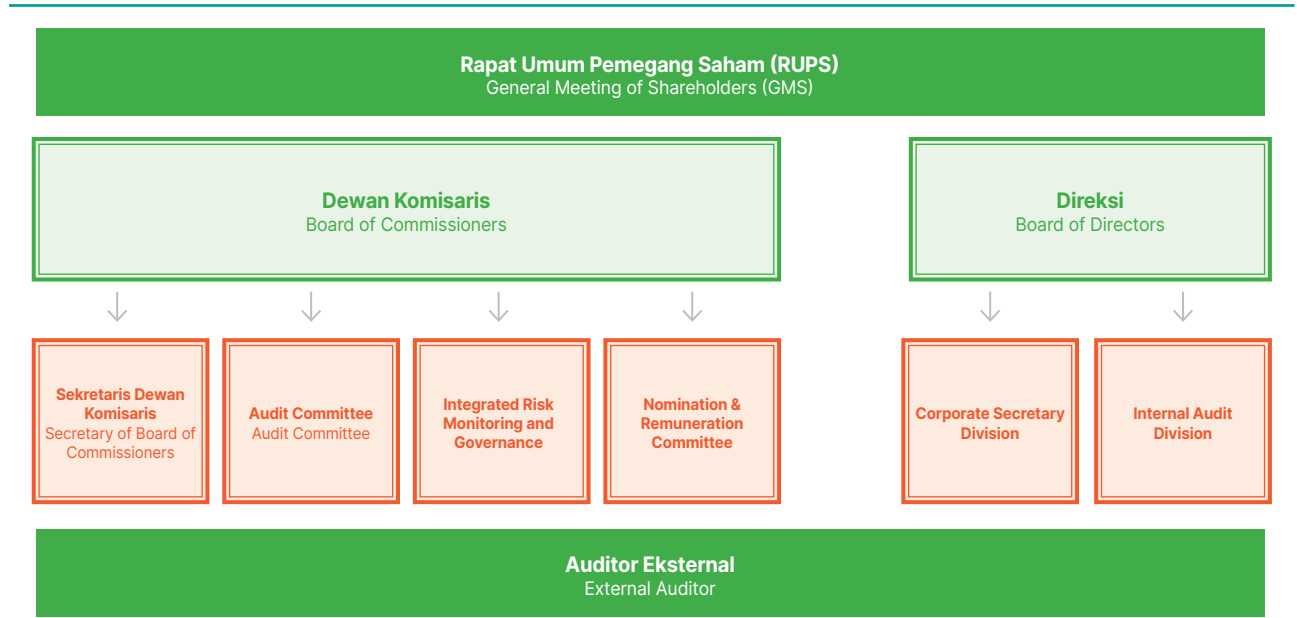 Rapat Umum Pemegang Saham (RUPS)
General Meeting of Shareholders (GMS)
Dewan Komisaris
Board of Commissioners
Direksi
Board of Directors
Sekretaris Dewan
Komisaris
Secretary of Board of
Commissioners
Audit Committee
Audit Committee
Integrated Risk
Monitoring and
Governance
Nomination &
Remuneration
Committee
Corporate Secretary
Division
Internal Audit
Division
Auditor Eksternal
External Auditor